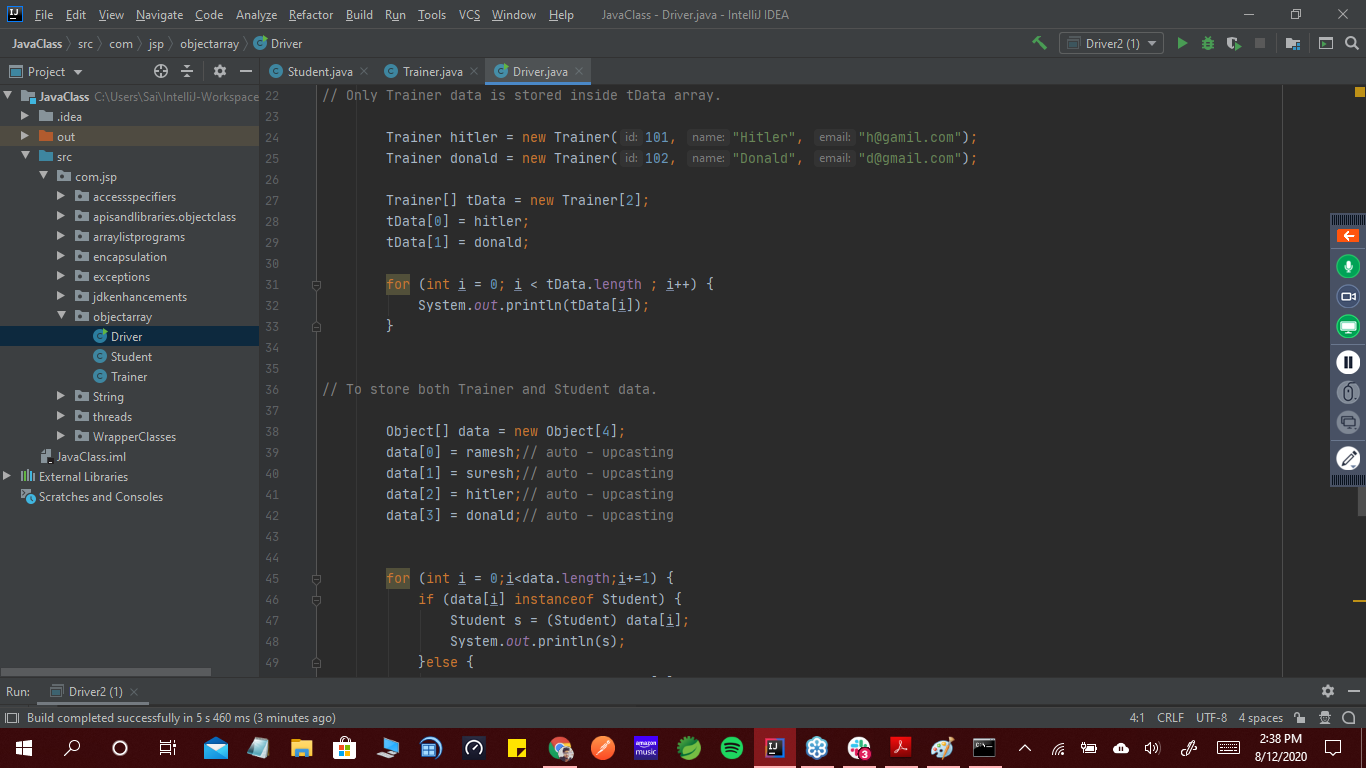 File Edit View Navigate Code Analyze Refactor Build Run Tools VCS Window Help JavaClass - Driver.java - IntelliJ IDEA
JavaClass src com jsp objectarray Driver Driver2 (1)
Project Student.java Trainer.java Driver.java
JavaClass C:\Users\Sai\IntelliJ-Workspace
.idea
out
src
com.jsp
accessspecifiers
apisandlibraries.objectclass
arraylistprograms
encapsulation
exceptions
jdkenhancements
objectarray
Driver
Student
Trainer
String
threads
WrapperClasses
JavaClass.iml
External Libraries
Scratches and Consoles
22 // Only Trainer data is stored inside tData array.
23
24 Trainer hitler = new Trainer( id: 101, name: "Hitler", email: "h@gamil.com");
25 Trainer donald = new Trainer( id: 102, name: "Donald", email: "d@gmail.com");
26
27 Trainer[] tData = new Trainer[2];
28 tData[0] = hitler;
29 tData[1] = donald;
30
31 for (int i = 0; i < tData.length ; i++) {
32 System.out.println(tData[i]);
33 }
34
35
36 // To store both Trainer and Student data.
37
38 Object[] data = new Object[4];
39 data[0] = ramesh;// auto - upcasting
40 data[1] = suresh;// auto - upcasting
41 data[2] = hitler;// auto - upcasting
42 data[3] = donald;// auto - upcasting
43
44
45 for (int i = 0;i<data.length;i+=1) {
46 if (data[i] instanceof Student) {
47 Student s = (Student) data[i];
48 System.out.println(s);
49 }else {
Run: Driver2 (1)
Build completed successfully in 5 s 460 ms (3 minutes ago) 4:1 CRLF UTF-8 4 spaces
amazon music
3
2:38 PM
8/12/2020